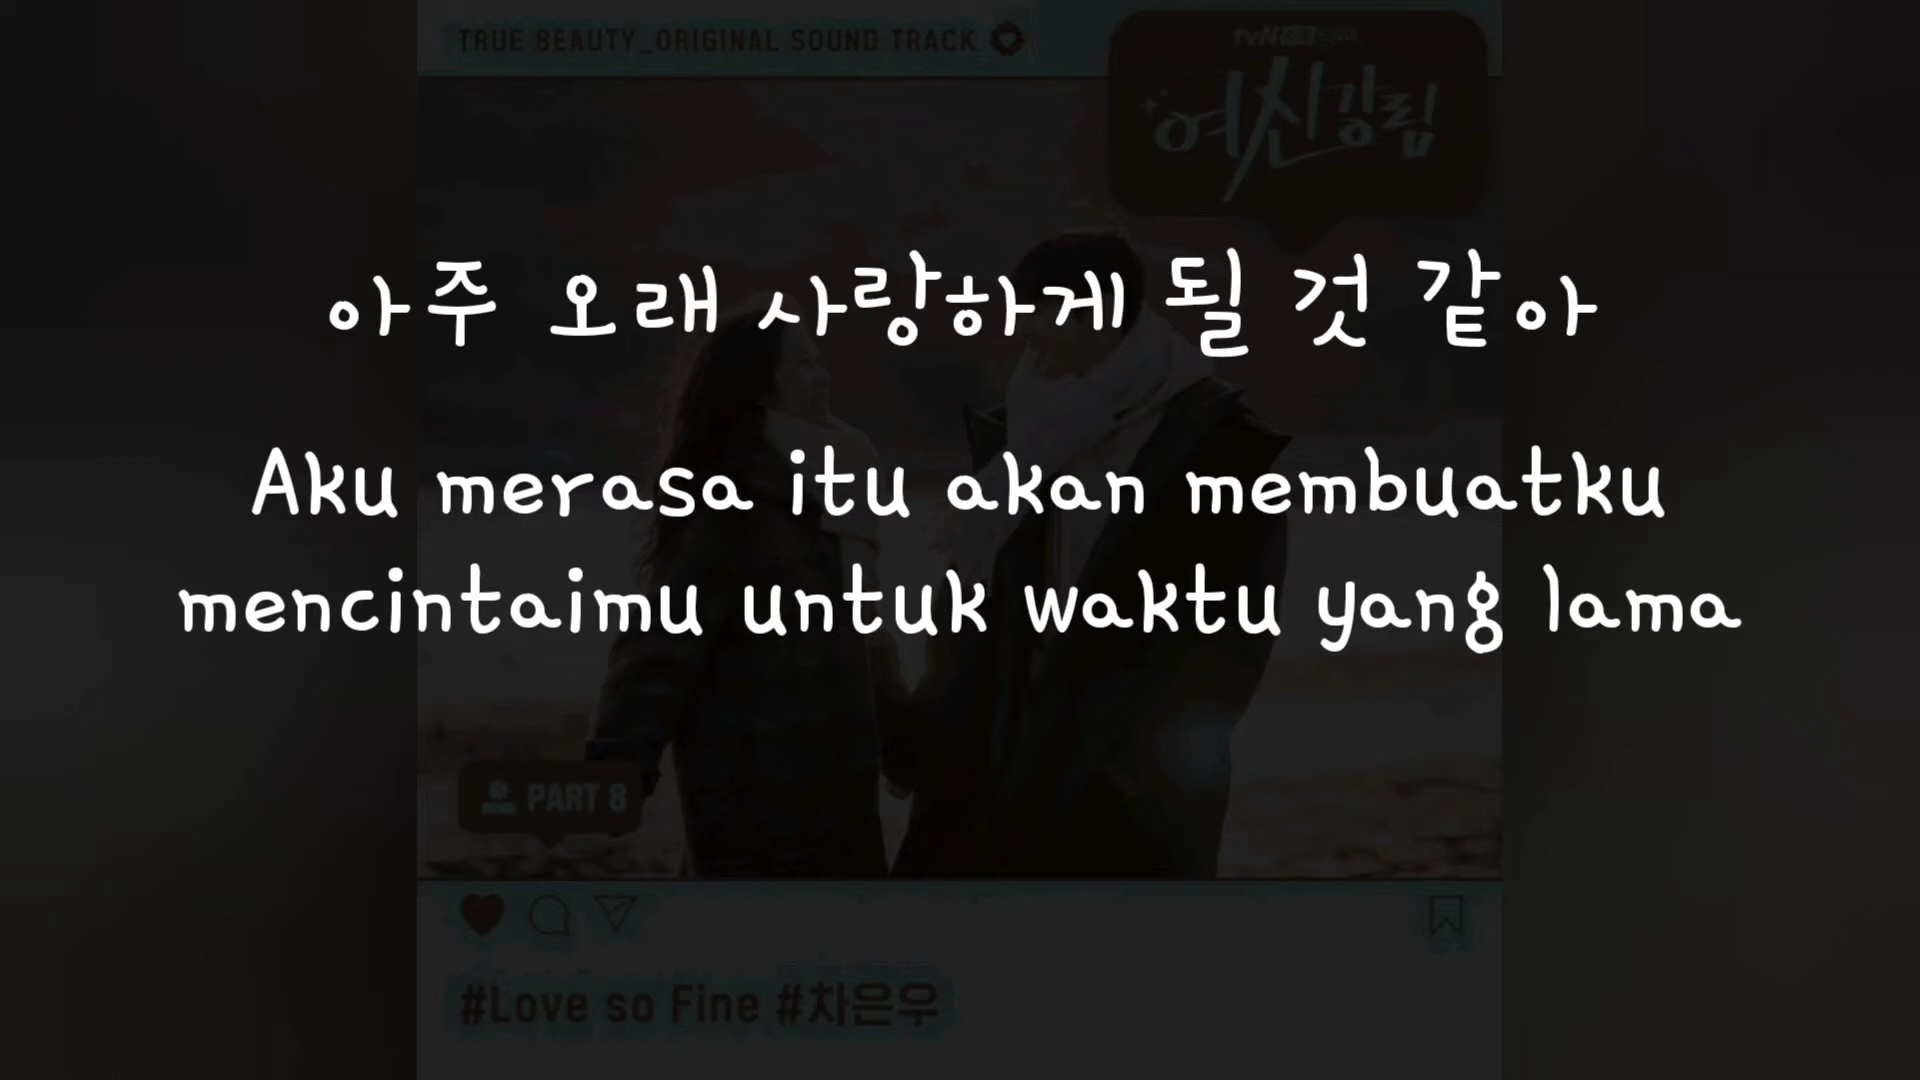 TRUE BEAUTY_ORIGINAL SOUND TRACK
여신강림
아주 오래 사랑하게 될 것 같아
Aku merasa itu akan membuatku
mencintaimu untuk waktu yang lama
PART 8
#Love so Fine #차은우